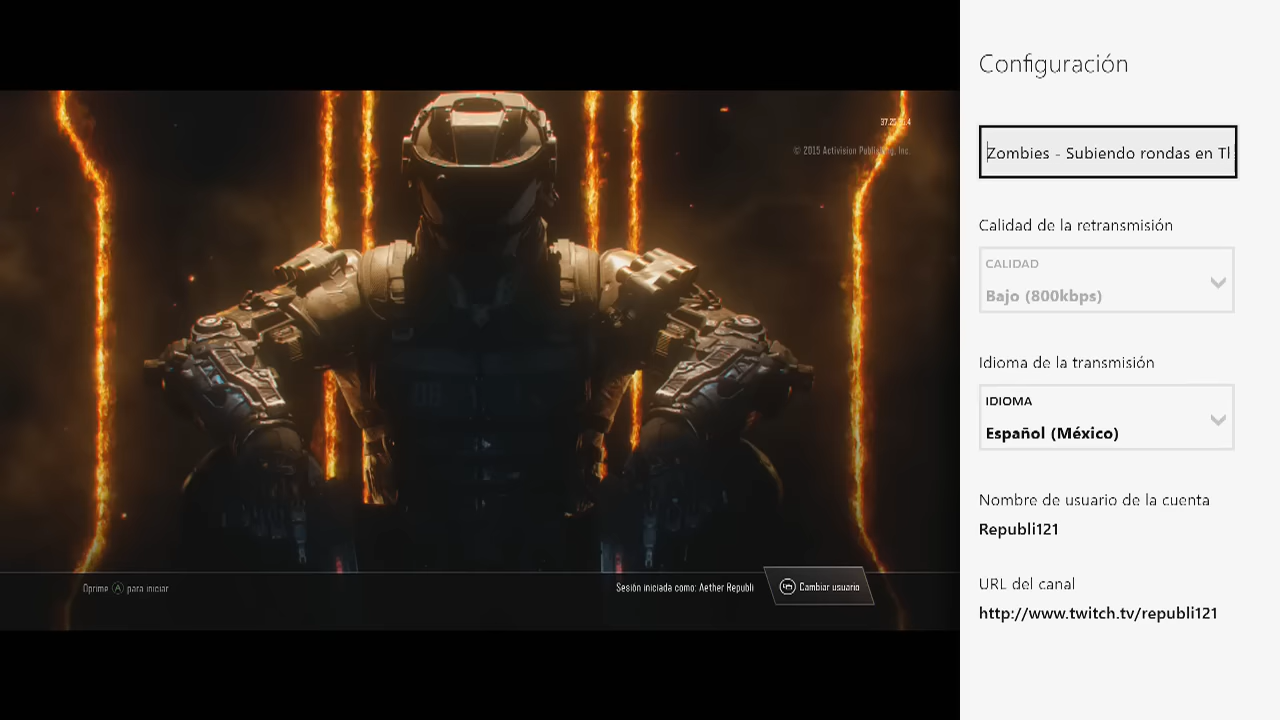 © 2015 Activision Publishing, Inc.
Oprime A para iniciar
Sesión iniciada como: Aether Republi
Cambiar usuario
Configuración
Zombies - Subiendo rondas en
Calidad de la retransmisión
CALIDAD
Bajo (800kbps)
Idioma de la transmisión
IDIOMA
Español (México)
Nombre de usuario de la cuenta
Republi121
URL del canal
http://www.twitch.tv/republi121